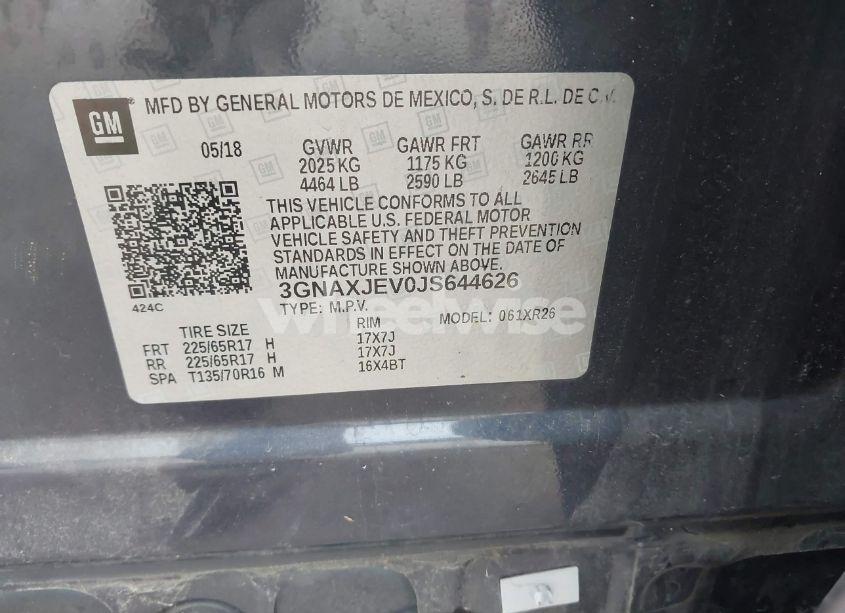 GM
MFD BY GENERAL MOTORS DE MEXICO, S. DE R.L. DE C.V.
05/18 GVWR GAWR FRT GAWR RR
2025 KG 1175 KG 1200 KG
4464 LB 2590 LB 2645 LB
THIS VEHICLE CONFORMS TO ALL
APPLICABLE U.S. FEDERAL MOTOR
VEHICLE SAFETY AND THEFT PREVENTION
STANDARDS IN EFFECT ON THE DATE OF
MANUFACTURE SHOWN ABOVE.
424C
3GNAXJEV0JS644626
TYPE: M.P.V. MODEL: 061XR26
wheelwise
TIRE SIZE RIM
FRT 225/65R17 H 17X7J
RR 225/65R17 H 17X7J
SPA T135/70R16 M 16X4BT